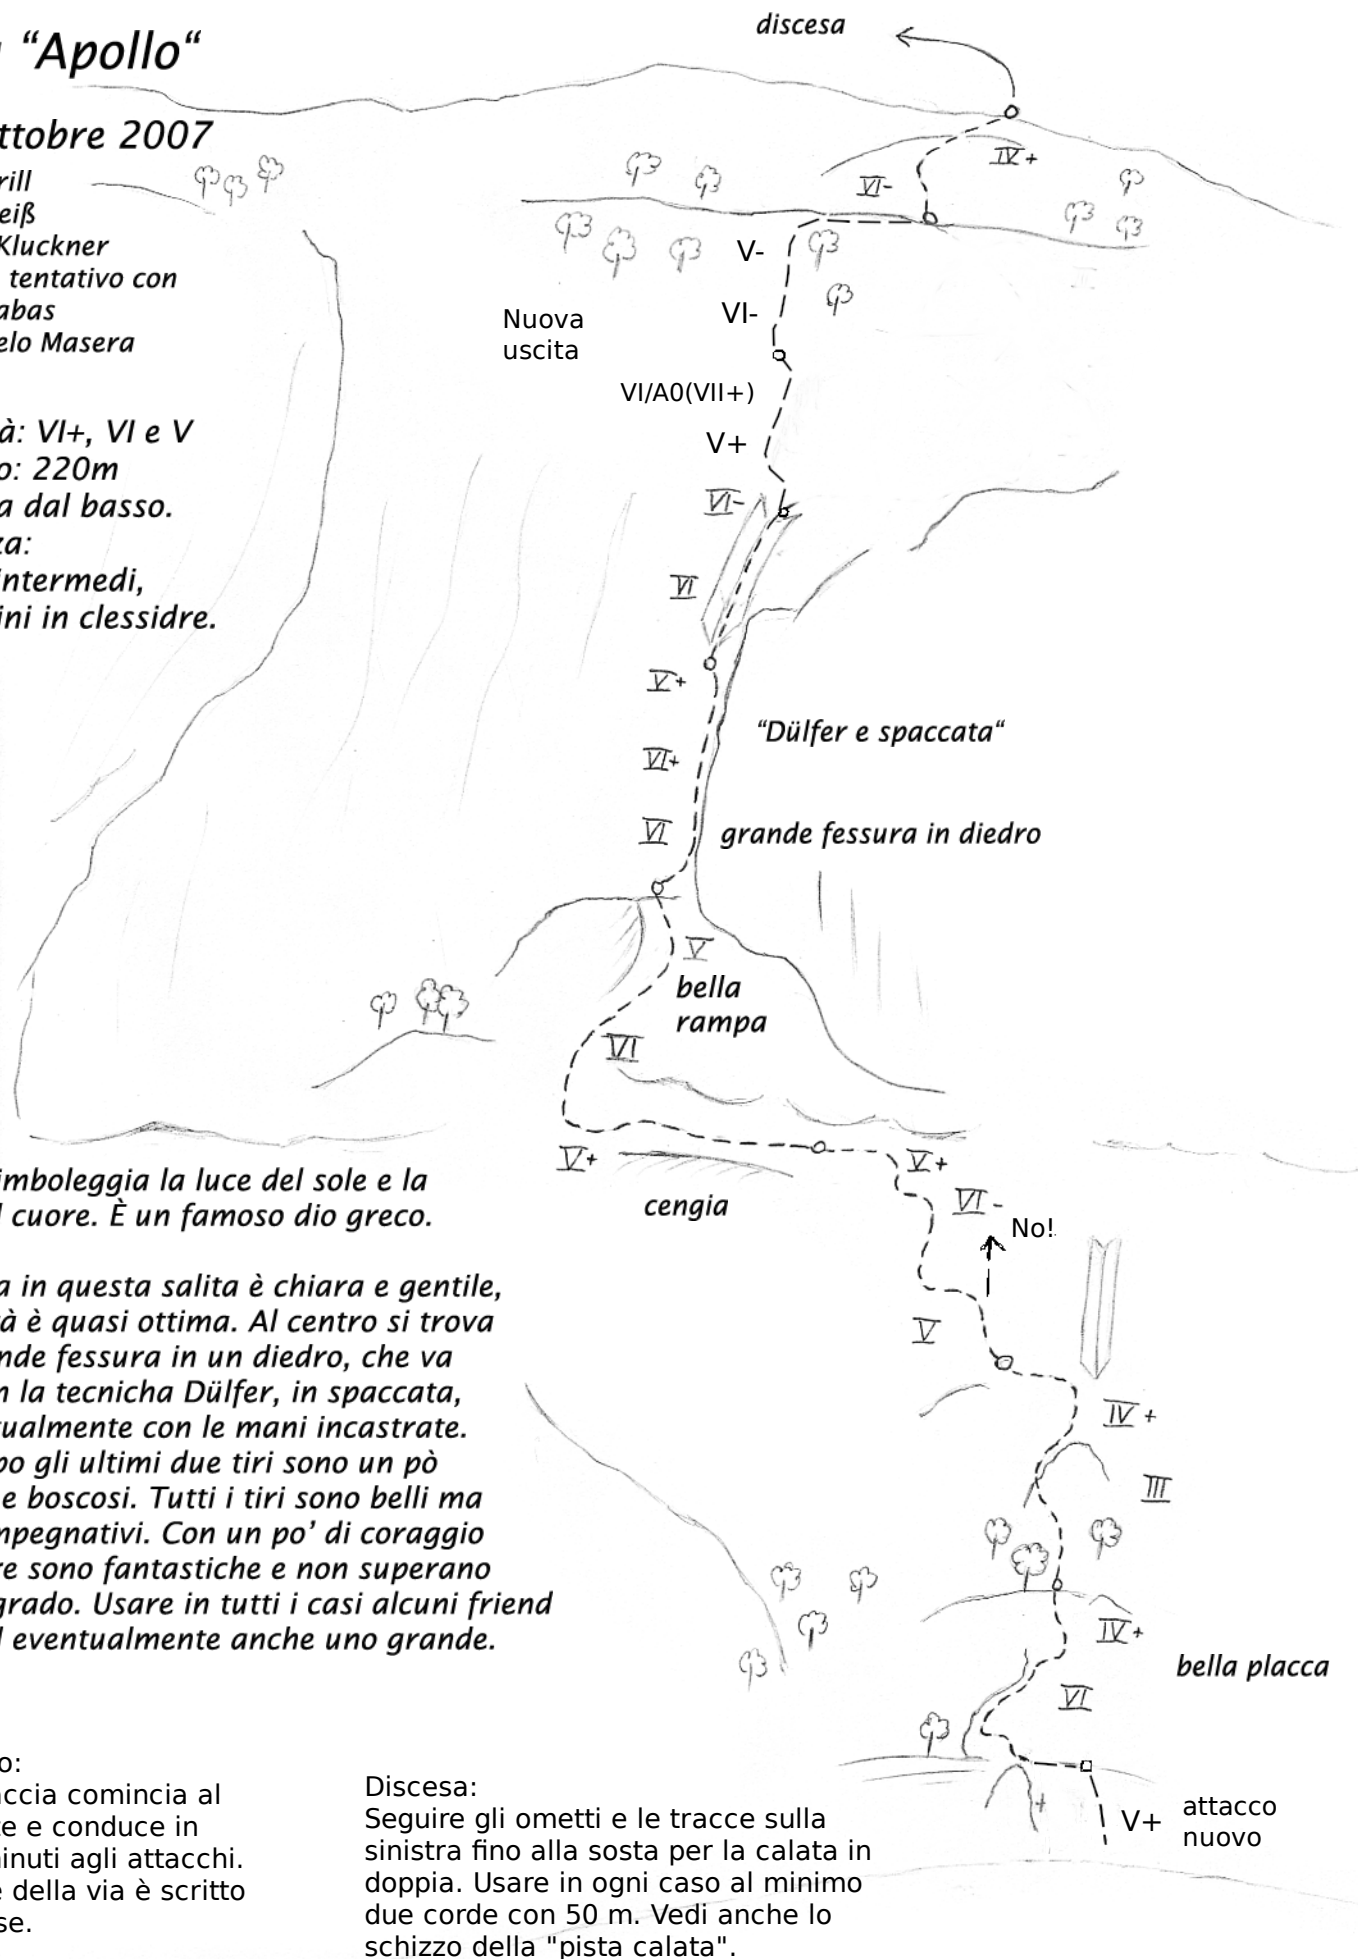 “Apollo“
ttobre 2007
rill
eiß
Kluckner
tentativo con
abas
elo Masera
à: VI+, VI e V
o: 220m
a dal basso.
za:
intermedi,
ini in clessidre.
discesa
IV+
VI-
V-
VI-
Nuova
uscita
VI/A0(VII+)
V+
VI-
VI
V+
“Dülfer e spaccata“
VI+
VI
grande fessura in diedro
V
bella
rampa
VI
V+
V+
cengia
VI-
No!
V
IV+
III
IV+
bella placca
VI
V+
attacco
nuovo
imboleggia la luce del sole e la
l cuore. È un famoso dio greco.
a in questa salita è chiara e gentile,
tà è quasi ottima. Al centro si trova
nde fessura in un diedro, che va
n la tecnicha Dülfer, in spaccata,
tualmente con le mani incastrate.
po gli ultimi due tiri sono un pò
e boscosi. Tutti i tiri sono belli ma
mpegnativi. Con un po’ di coraggio
re sono fantastiche e non superano
grado. Usare in tutti i casi alcuni friend
l eventualmente anche uno grande.
o:
accia comincia al
te e conduce in
inuti agli attacchi.
e della via è scritto
se.
Discesa:
Seguire gli ometti e le tracce sulla
sinistra fino alla sosta per la calata in
doppia. Usare in ogni caso al minimo
due corde con 50 m. Vedi anche lo
schizzo della "pista calata".